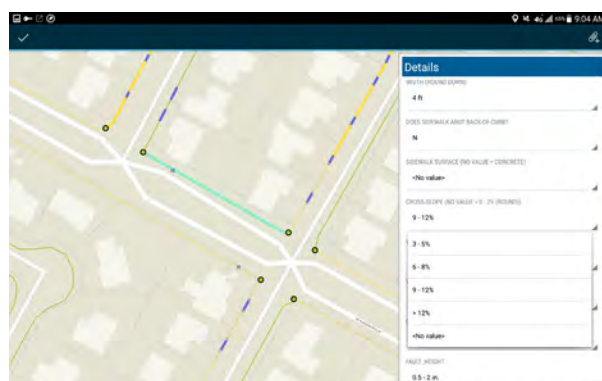 9:04 AM
Details
WIDTH (ROUND DOWN)
4 ft
DOES SIDEWALK ABUT BACK-OF-CURB?
N
SIDEWALK SURFACE (NO VALUE = CONCRETE)
<No value>
CROSS-SLOPE (NO VALUE = 0 - 2% (ROUND))
9 - 12%
3 - 5%
6 - 8%
9 - 12%
> 12%
<No value>
FAULT_HEIGHT
0.5 - 2 in.